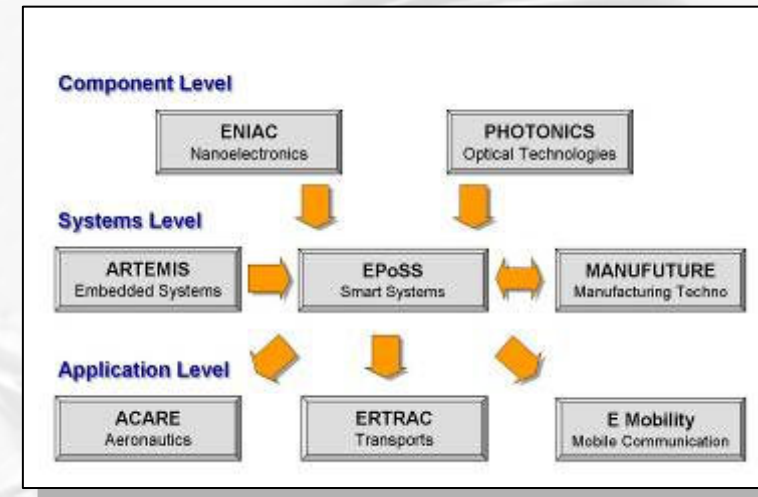 Component Level
ENIAC
Nanoelectronics
PHOTONICS
Optical Technologies
Systems Level
ARTEMIS
Embedded Systems
EPoSS
Smart Systems
MANUFUTURE
Manufacturing Techno
Application Level
ACARE
Aeronautics
ERTRAC
Transports
E Mobility
Mobile Communication